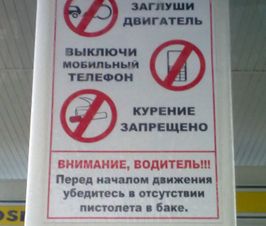 ЗАГЛУШИ
ДВИГАТЕЛЬ
ВЫКЛЮЧИ
МОБИЛЬНЫЙ
ТЕЛЕФОН
КУРЕНИЕ
ЗАПРЕЩЕНО
ВНИМАНИЕ, ВОДИТЕЛЬ!!!
Перед началом движения
убедитесь в отсутствии
пистолета в баке.